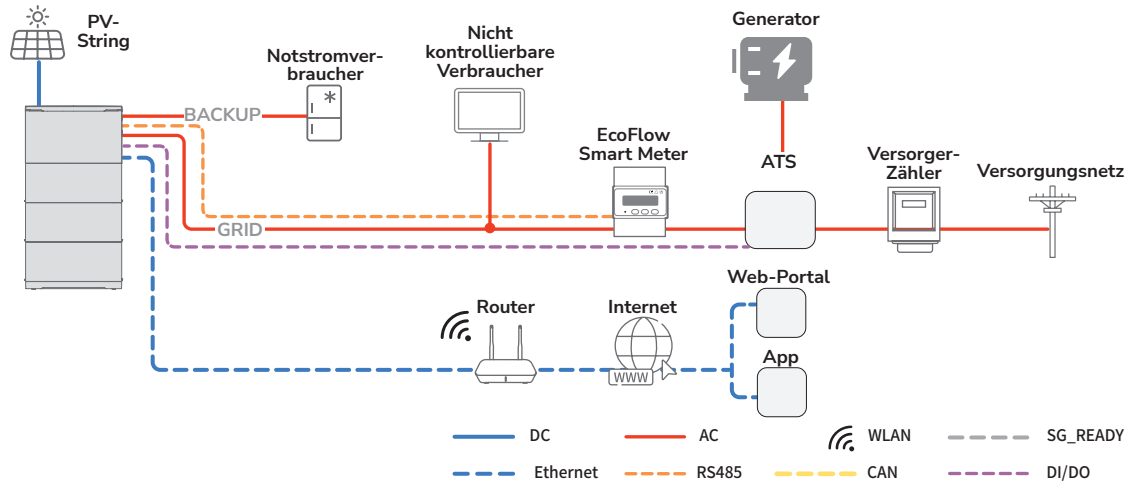 PV-
String
Notstromver-
braucher
Nicht
kontrollierbare
Verbraucher
Generator
EcoFlow
Smart Meter
ATS
Versorger-
Zähler
Versorgungsnetz
BACKUP
GRID
Web-Portal
Router
Internet
WWW
App
DC
AC
WLAN
SG_READY
Ethernet
RS485
CAN
DI/DO